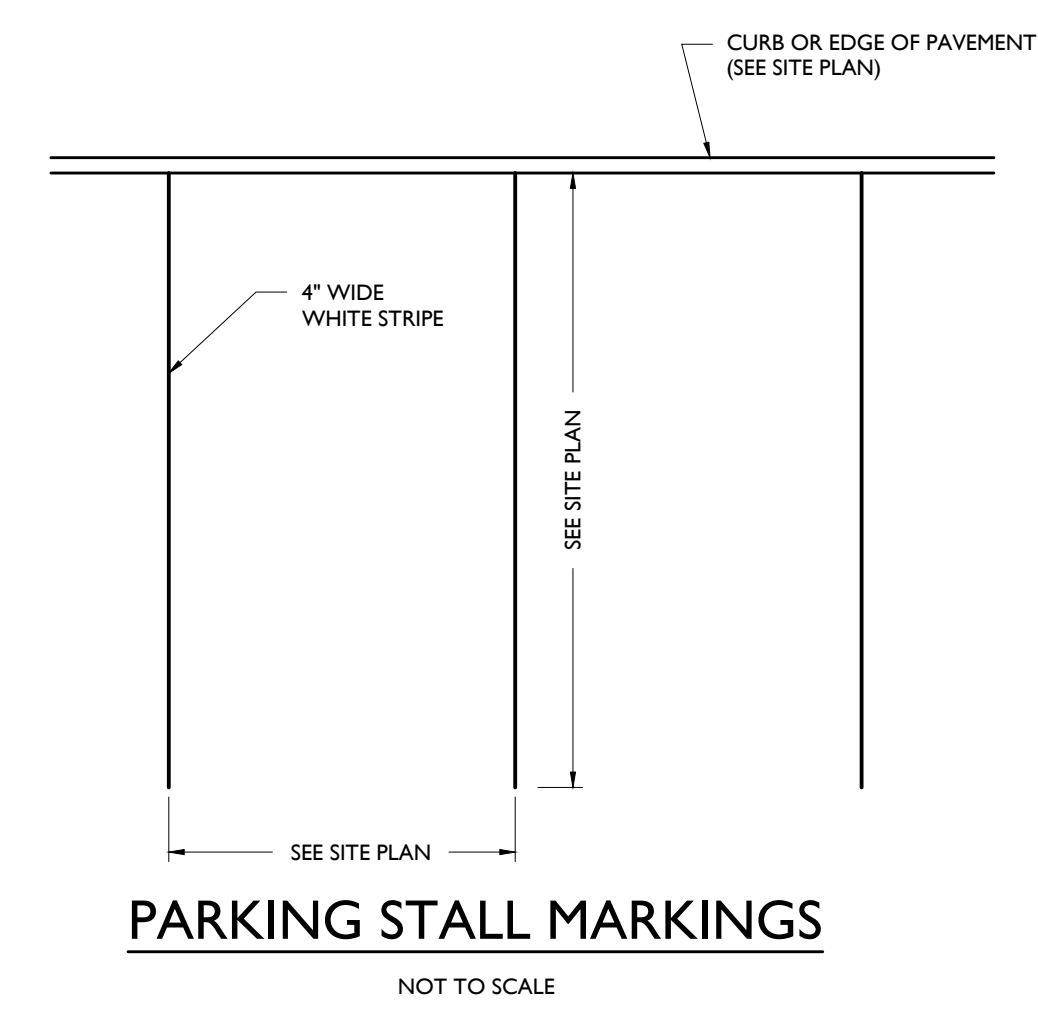 CURB OR EDGE OF PAVEMENT
(SEE SITE PLAN)
4" WIDE
WHITE STRIPE
SEE SITE PLAN
SEE SITE PLAN
PARKING STALL MARKINGS
NOT TO SCALE